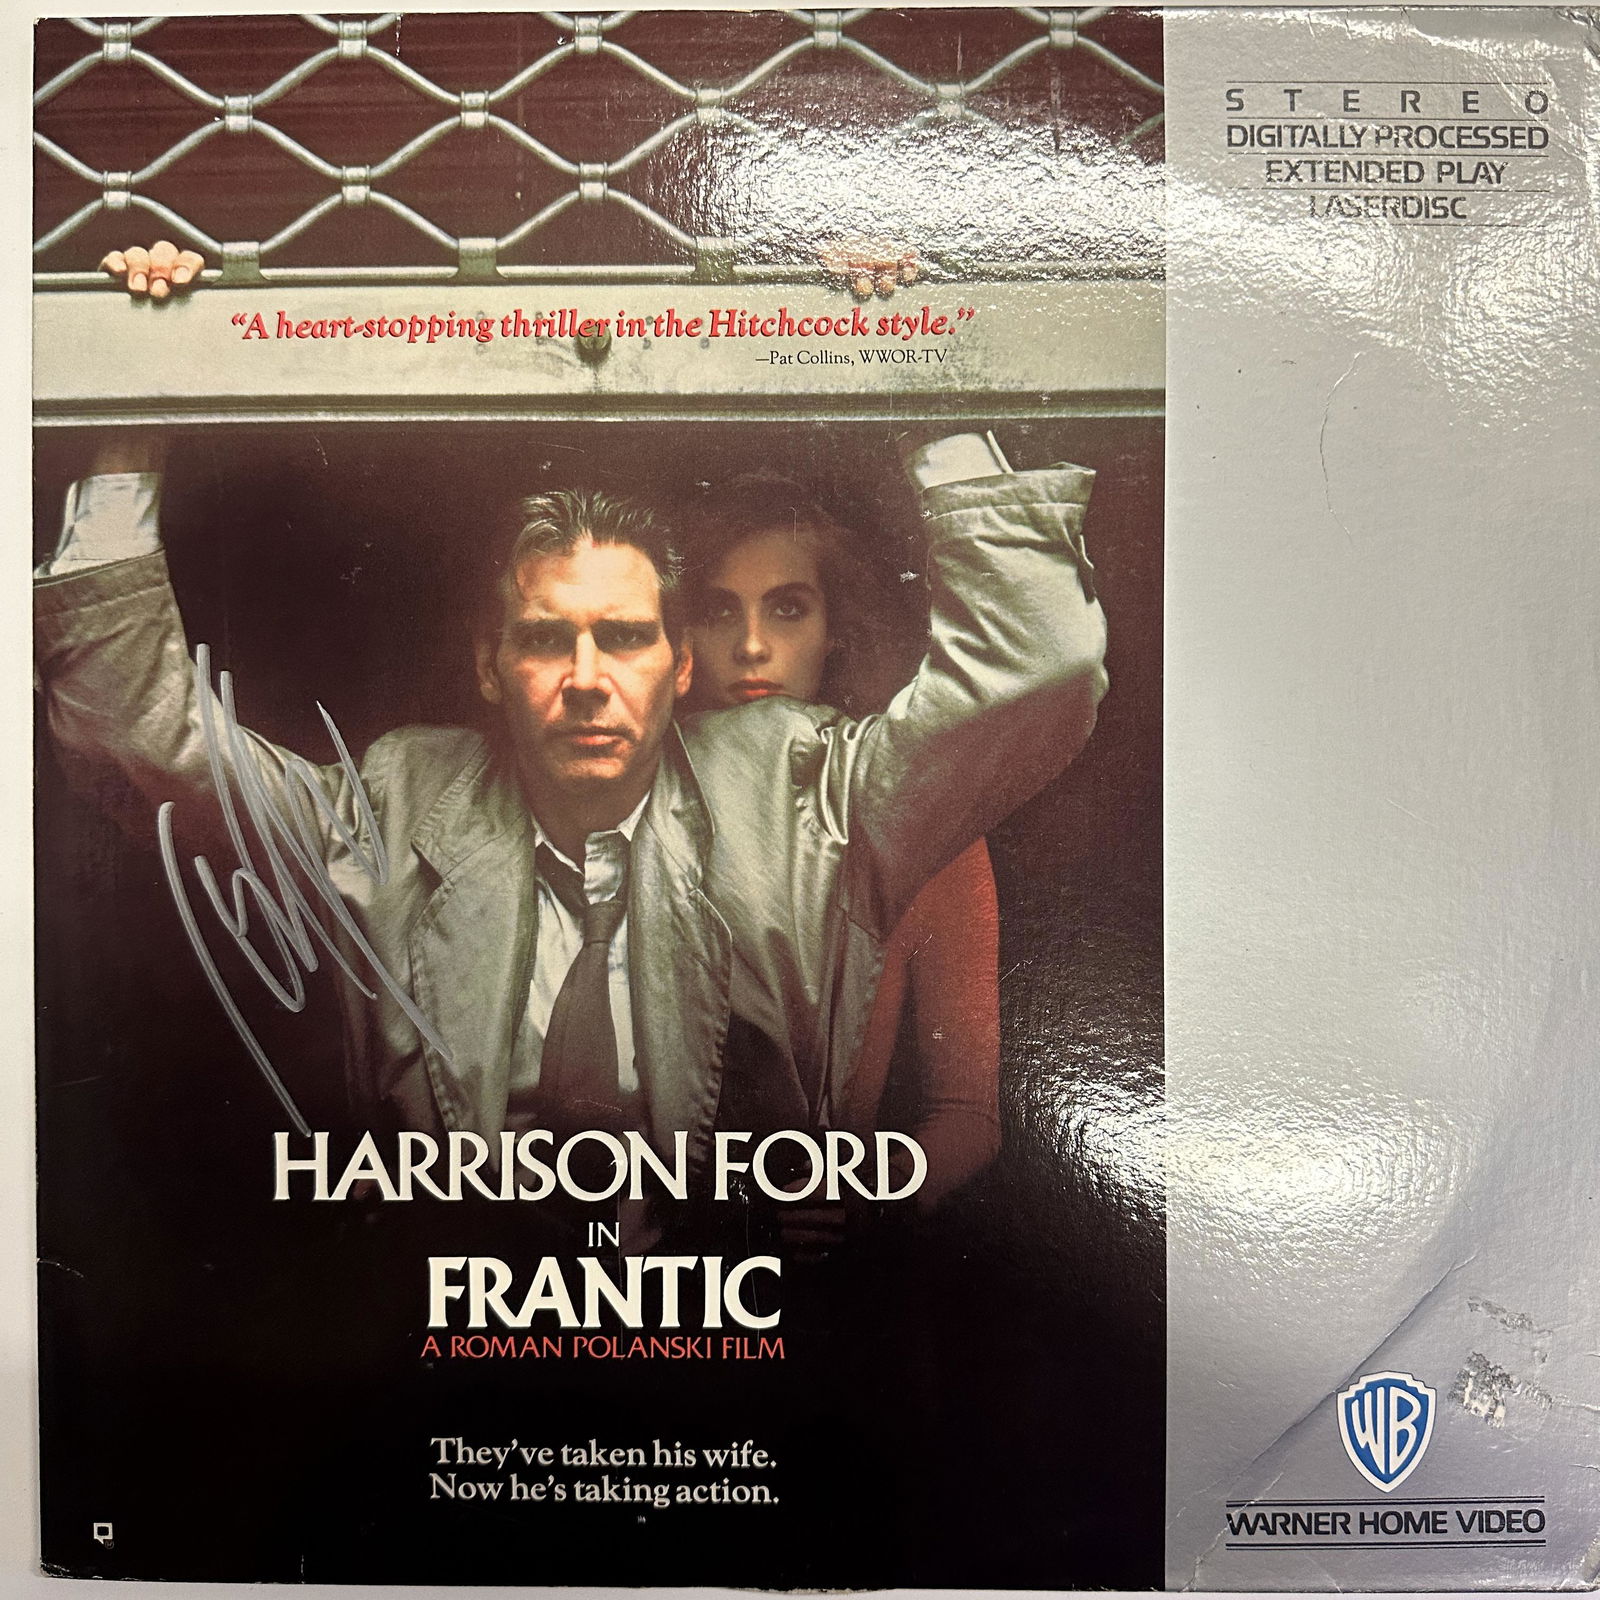 STEREO
DIGITALLY PROCESSED
EXTENDED PLAY
LASERDISC
“A heart-stopping thriller in the Hitchcock style.”
—Pat Collins, WWOR-TV
HARRISON FORD
IN
FRANTIC
A ROMAN POLANSKI FILM
They’ve taken his wife.
Now he’s taking action.
WB
WARNER HOME VIDEO